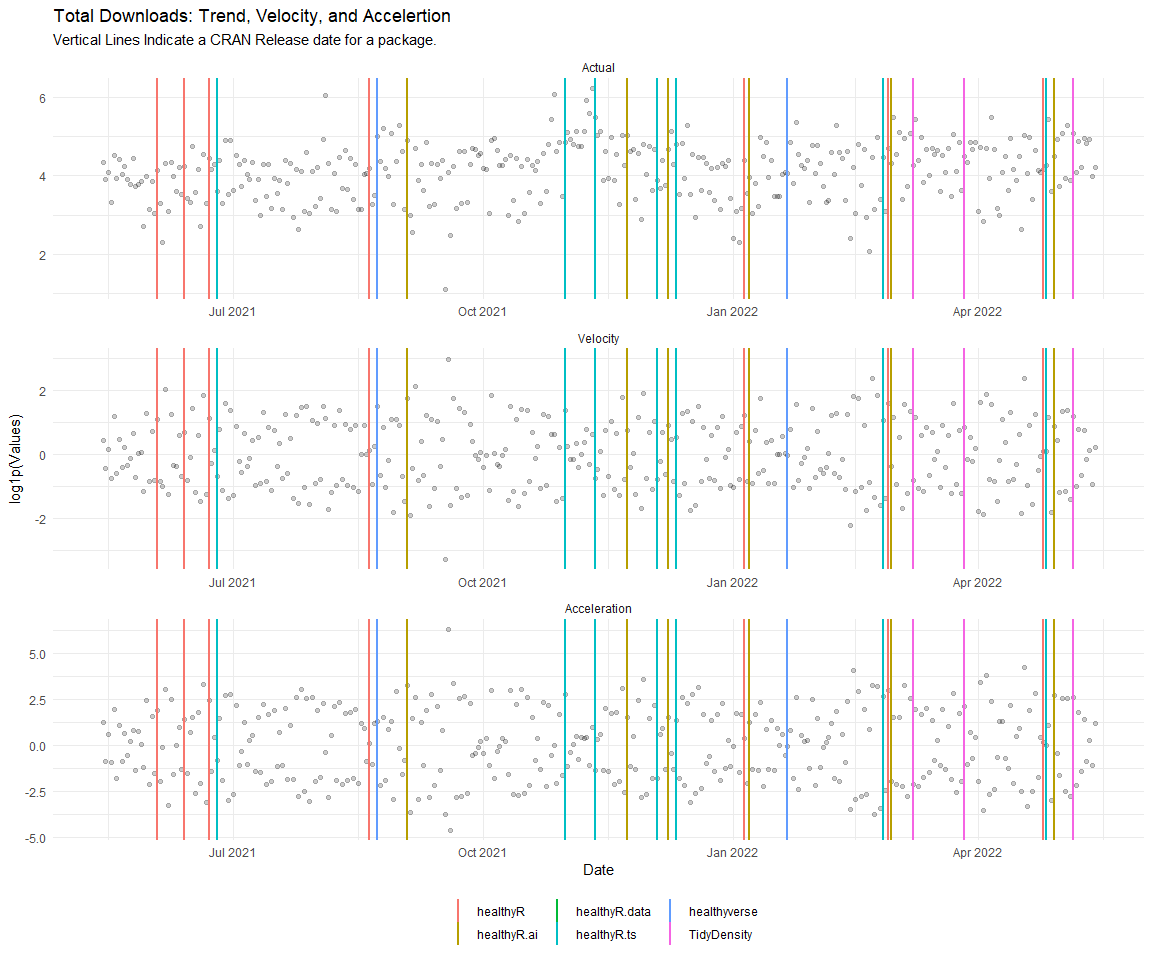 Total Downloads: Trend, Velocity, and Accelertion
Vertical Lines Indicate a CRAN Release date for a package.
Actual
6
4
2
Jul 2021
Oct 2021
Jan 2022
Apr 2022
Velocity
2
0
-2
Jul 2021
Oct 2021
Jan 2022
Apr 2022
Acceleration
5.0
2.5
0.0
-2.5
-5.0
Jul 2021
Oct 2021
Jan 2022
Apr 2022
log1p(Values)
Date
healthyR
healthyR.data
healthyverse
healthyR.ai
healthyR.ts
TidyDensity